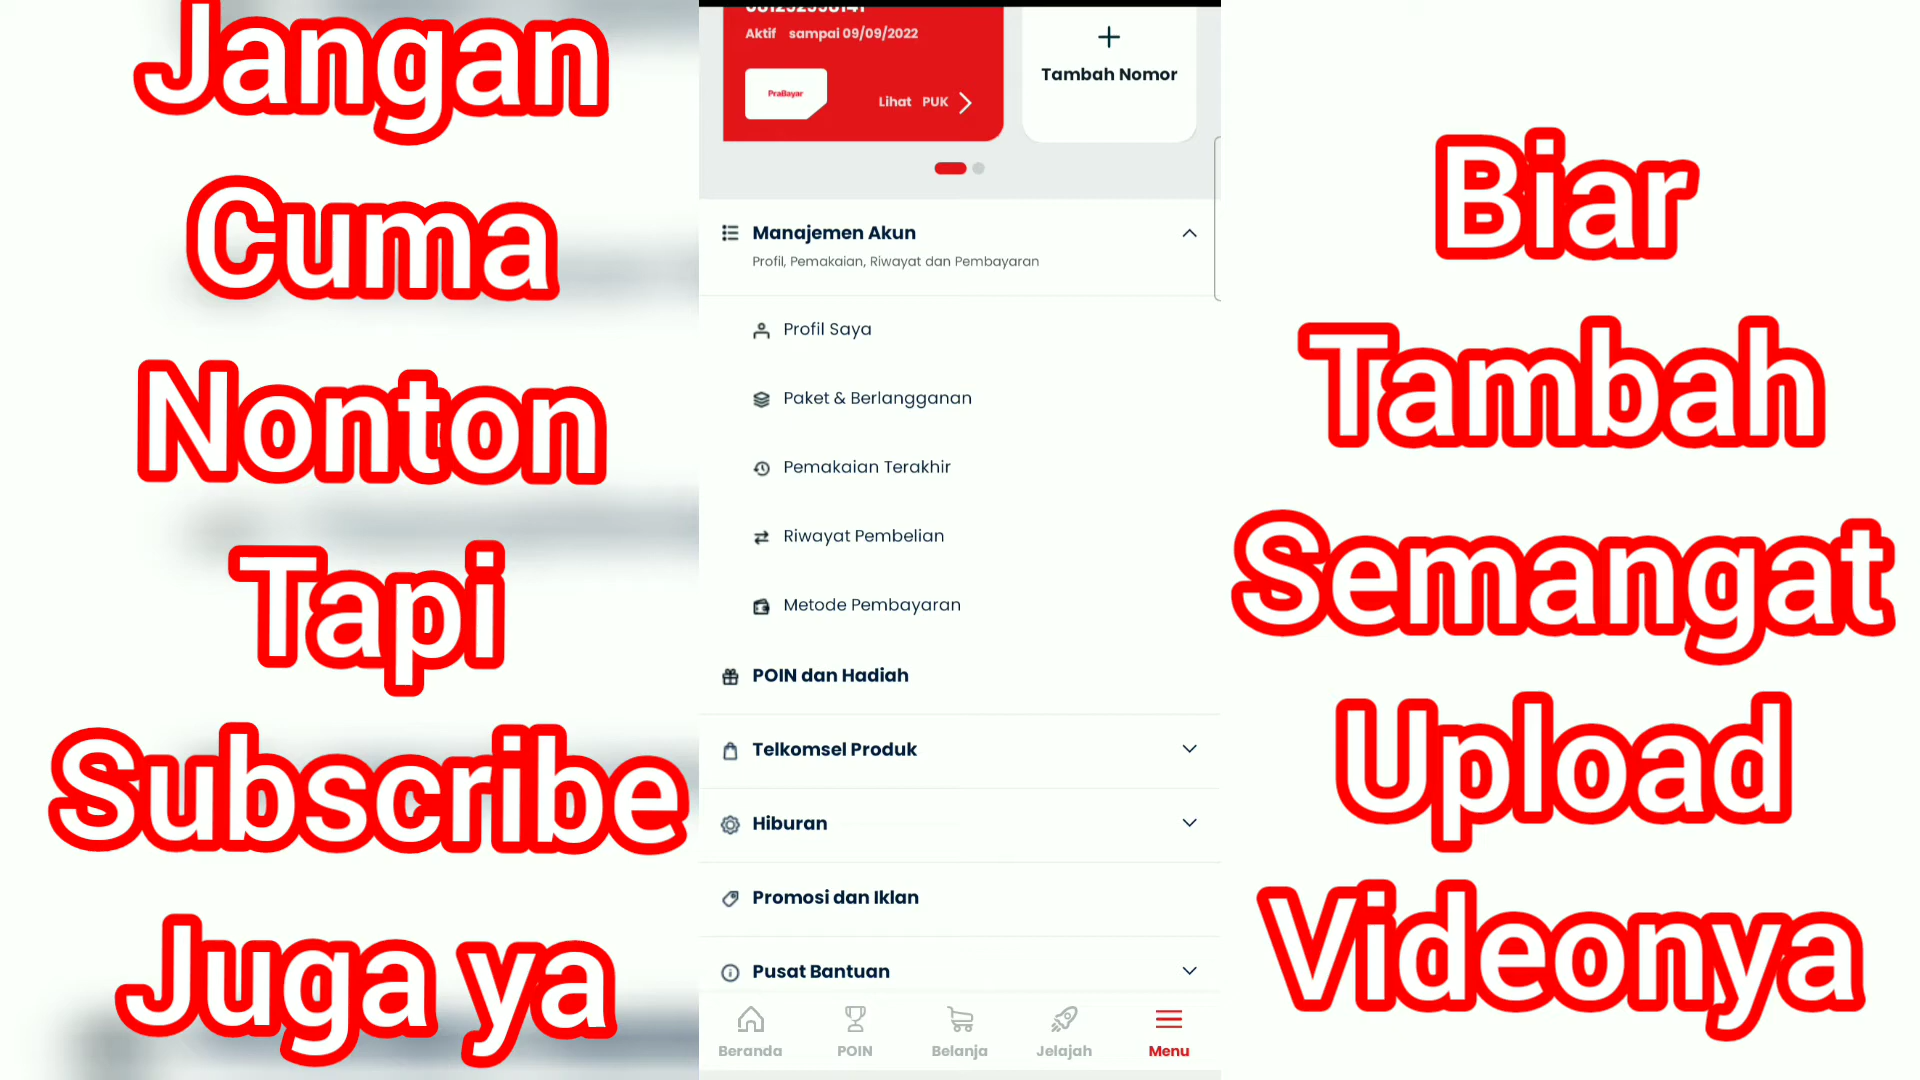 Jangan
Cuma
Nonton
Tapi
Subscribe
Juga ya
Aktif sampai 09/09/2022
PraBayar
Lihat PUK
Tambah Nomor
Manajemen Akun
Profil, Pemakaian, Riwayat dan Pembayaran
Profil Saya
Paket & Berlangganan
Pemakaian Terakhir
Riwayat Pembelian
Metode Pembayaran
POIN dan Hadiah
Telkomsel Produk
Hiburan
Promosi dan Iklan
Pusat Bantuan
Beranda
POIN
Belanja
Jelajah
Menu
Biar
Tambah
Semangat
Upload
Videonya